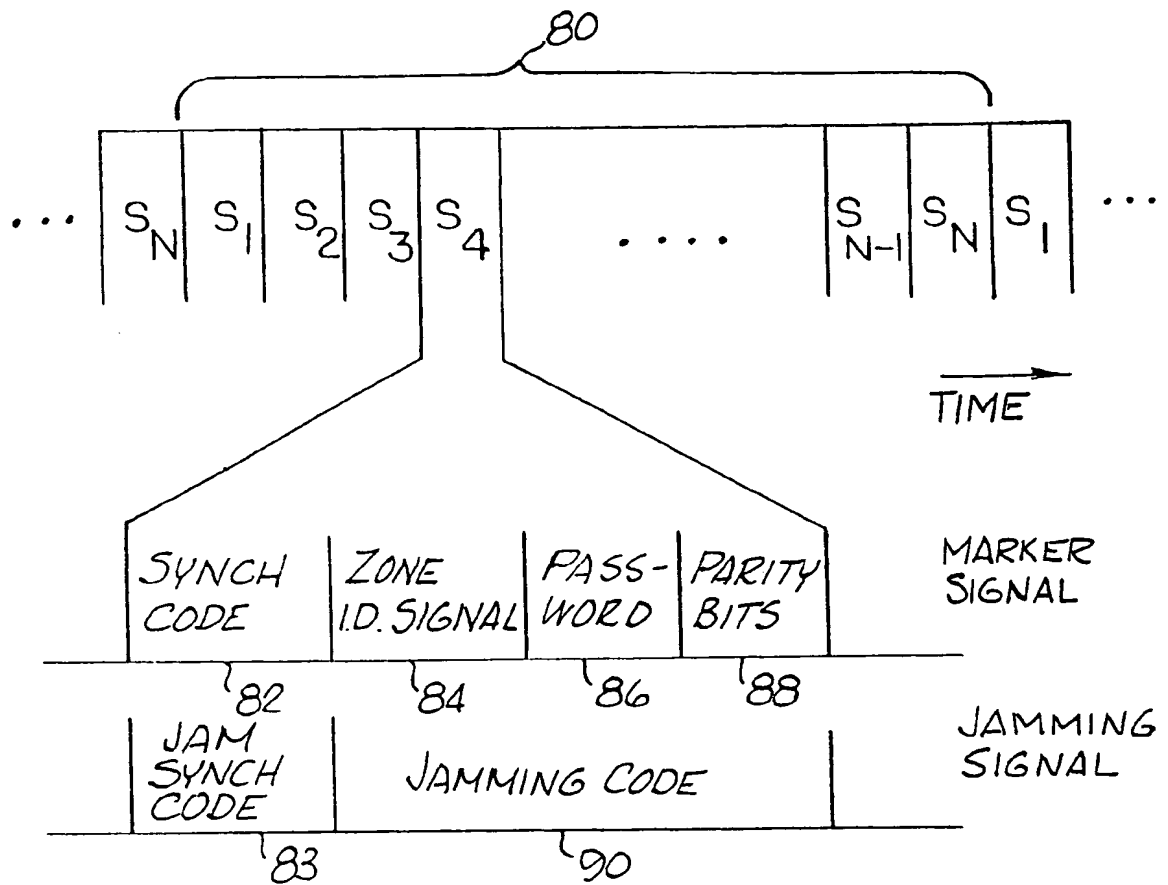 80
... S_N S_1 S_2 S_3 S_4 .... S_N-1 S_N S_1 ...
TIME
SYNCH CODE
ZONE I.D. SIGNAL
PASS-WORD
PARITY BITS
MARKER SIGNAL
82 84 86 88
JAM SYNCH CODE
JAMMING CODE
JAMMING SIGNAL
83 90